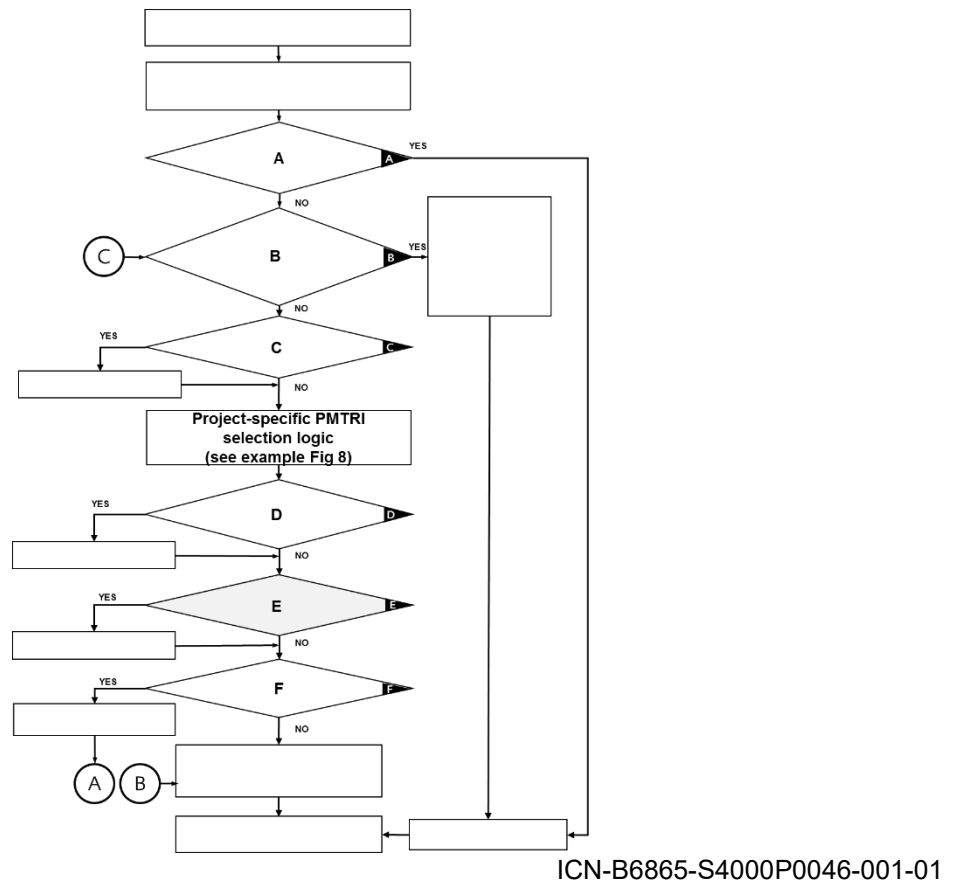 YES
A
A
NO
C
B
B
YES
NO
YES
C
C
NO
Project-specific PMTRI
selection logic
(see example Fig 8)
YES
D
D
NO
YES
E
E
NO
YES
F
F
NO
A
B
ICN-B6865-S4000P0046-001-01